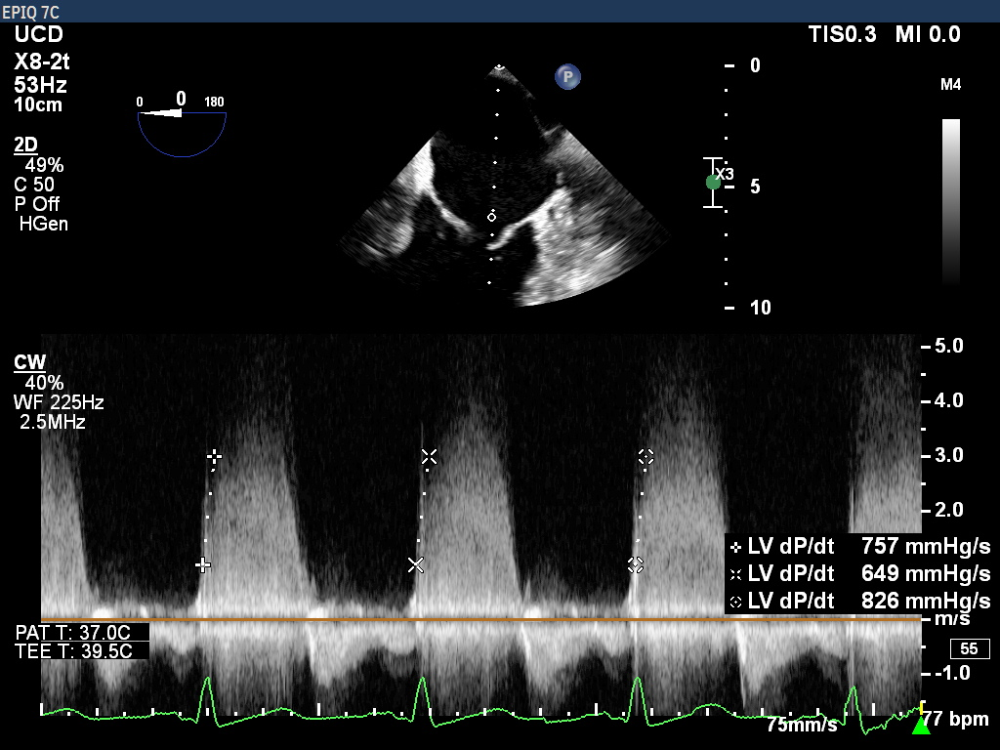 EPIQ 7C
UCD
TIS0.3 MI 0.0
X8-2t
53Hz
10cm
0 0 180
P
M4
2D
49%
C 50
P Off
HGen
0
X3
5
10
CW
40%
WF 225Hz
2.5MHz
5.0
4.0
3.0
2.0
LV dP/dt 757 mmHg/s
LV dP/dt 649 mmHg/s
LV dP/dt 826 mmHg/s
m/s
PAT T: 37.0C
TEE T: 39.5C
55
-1.0
75mm/s
77 bpm